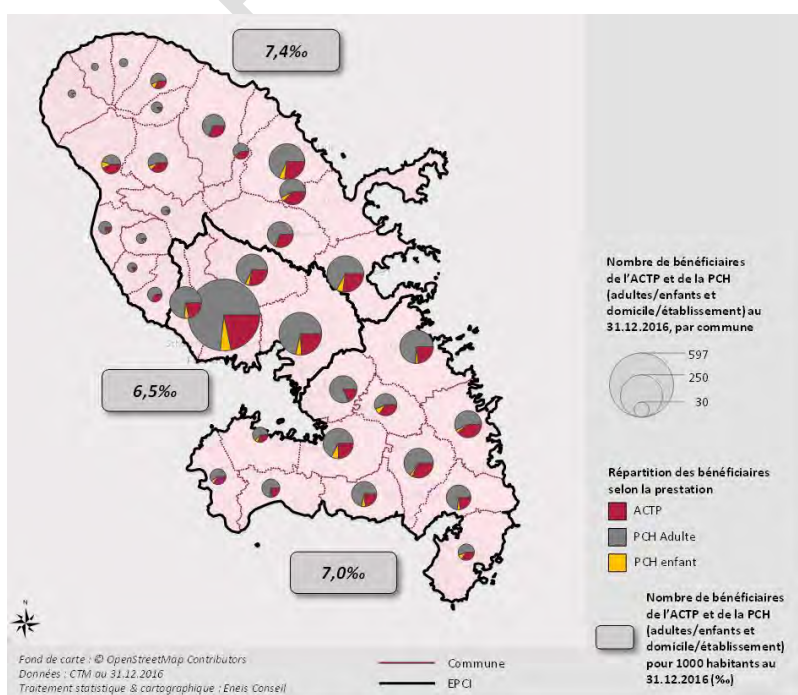 7,4‰
6,5‰
7,0‰
Nombre de bénéficiaires
de l'ACTP et de la PCH
(adultes/enfants et
domicile/établissement) au
31.12.2016, par commune
597
250
30
Répartition des bénéficiaires
selon la prestation
ACTP
PCH Adulte
PCH enfant
Nombre de bénéficiaires
de l'ACTP et de la PCH
(adultes/enfants et
domicile/établissement)
pour 1000 habitants au
31.12.2016 (‰)
N
Fond de carte : © OpenStreetMap Contributors
Données : CTM au 31.12.2016
Traitement statistique & cartographique : Eneis Conseil
Commune
EPCI